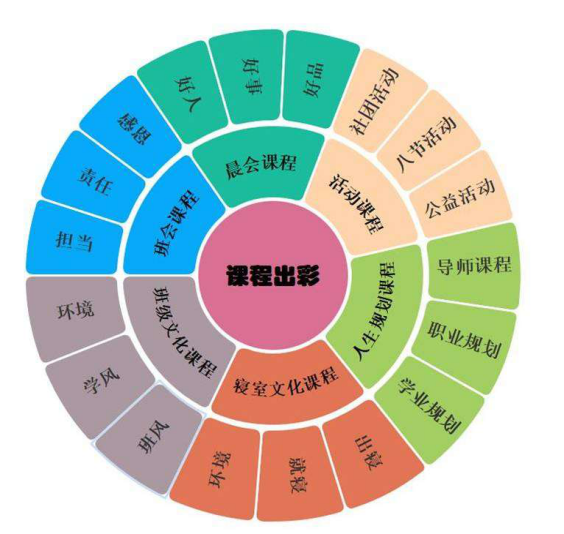 课程出彩
晨会课程
好人
好事
好品
活动课程
社团活动
八节活动
公益活动
人生规划课程
导师课程
职业规划
学业规划
寝室文化课程
出寝
就寝
环境
班级文化课程
班风
学风
环境
班会课程
担当
责任
感恩